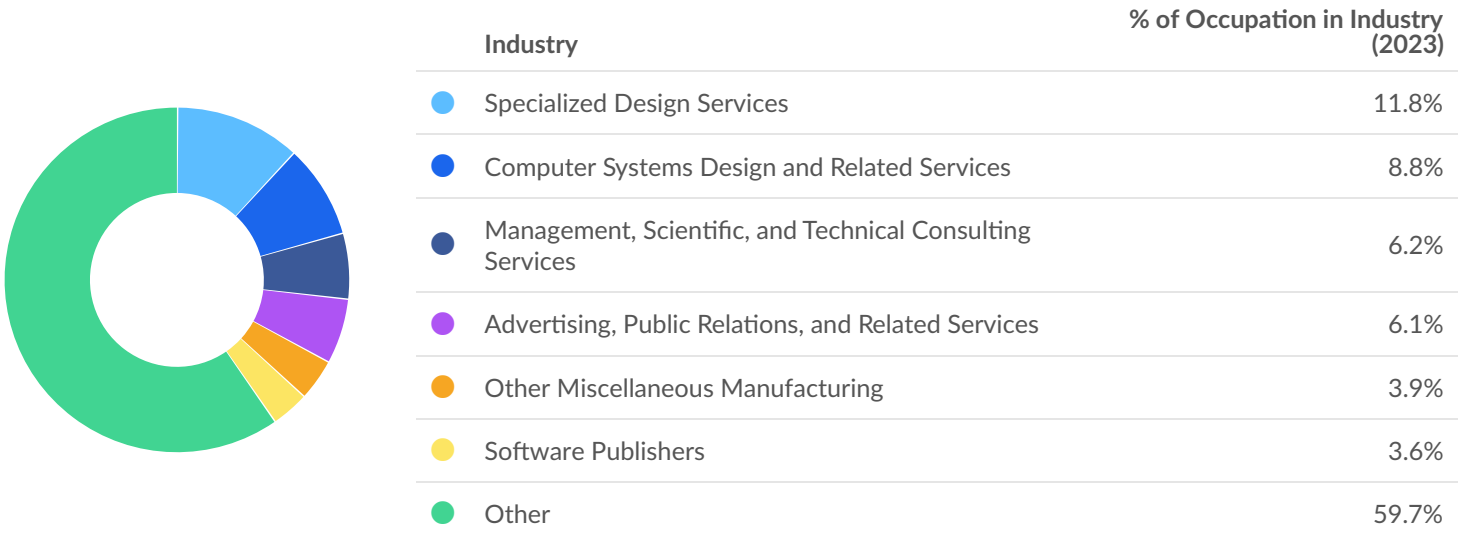 Industry
% of Occupation in Industry
(2023)
Specialized Design Services
11.8%
Computer Systems Design and Related Services
8.8%
Management, Scientific, and Technical Consulting
Services
6.2%
Advertising, Public Relations, and Related Services
6.1%
Other Miscellaneous Manufacturing
3.9%
Software Publishers
3.6%
Other
59.7%